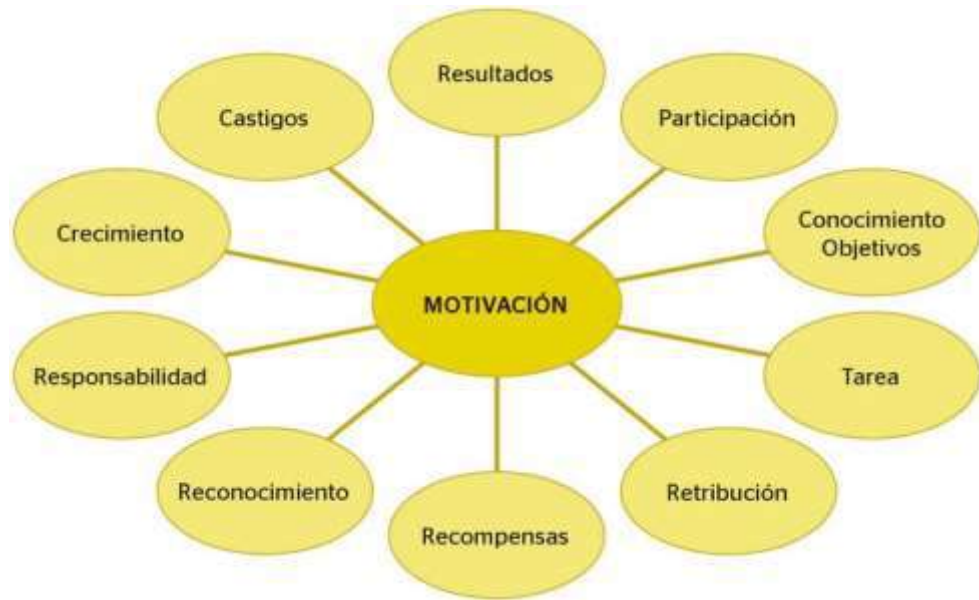 Resultados
Castigos
Participación
Crecimiento
Conocimiento
Objetivos
MOTIVACIÓN
Responsabilidad
Tarea
Reconocimiento
Retribución
Recompensas